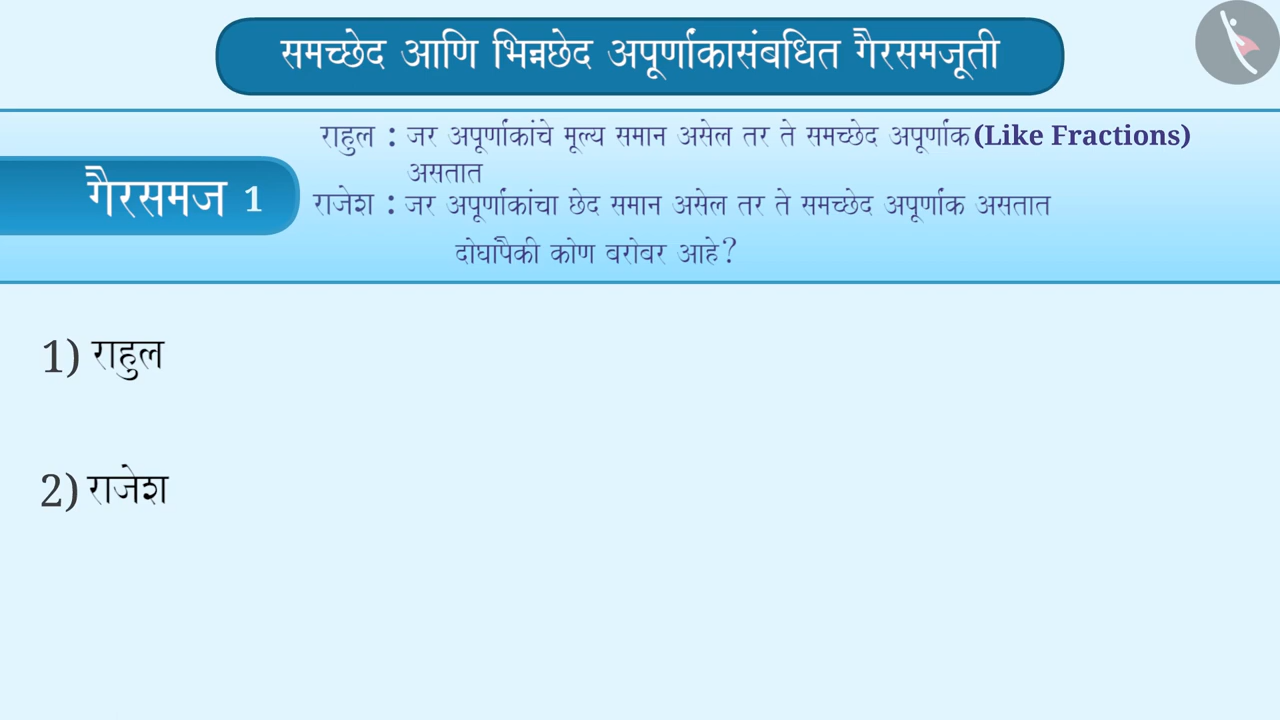 समच्छेद आणि भिन्नछेद अपूर्णांकासंबधित गैरसमजूती
राहुल : जर अपूर्णांकांचे मूल्य समान असेल तर ते समच्छेद अपूर्णांक (Like Fractions)
असतात
गैरसमज 1
राजेश : जर अपूर्णांकांचा छेद समान असेल तर ते समच्छेद अपूर्णांक असतात
दोघांपैकी कोण बरोबर आहे?
1) राहुल
2) राजेश